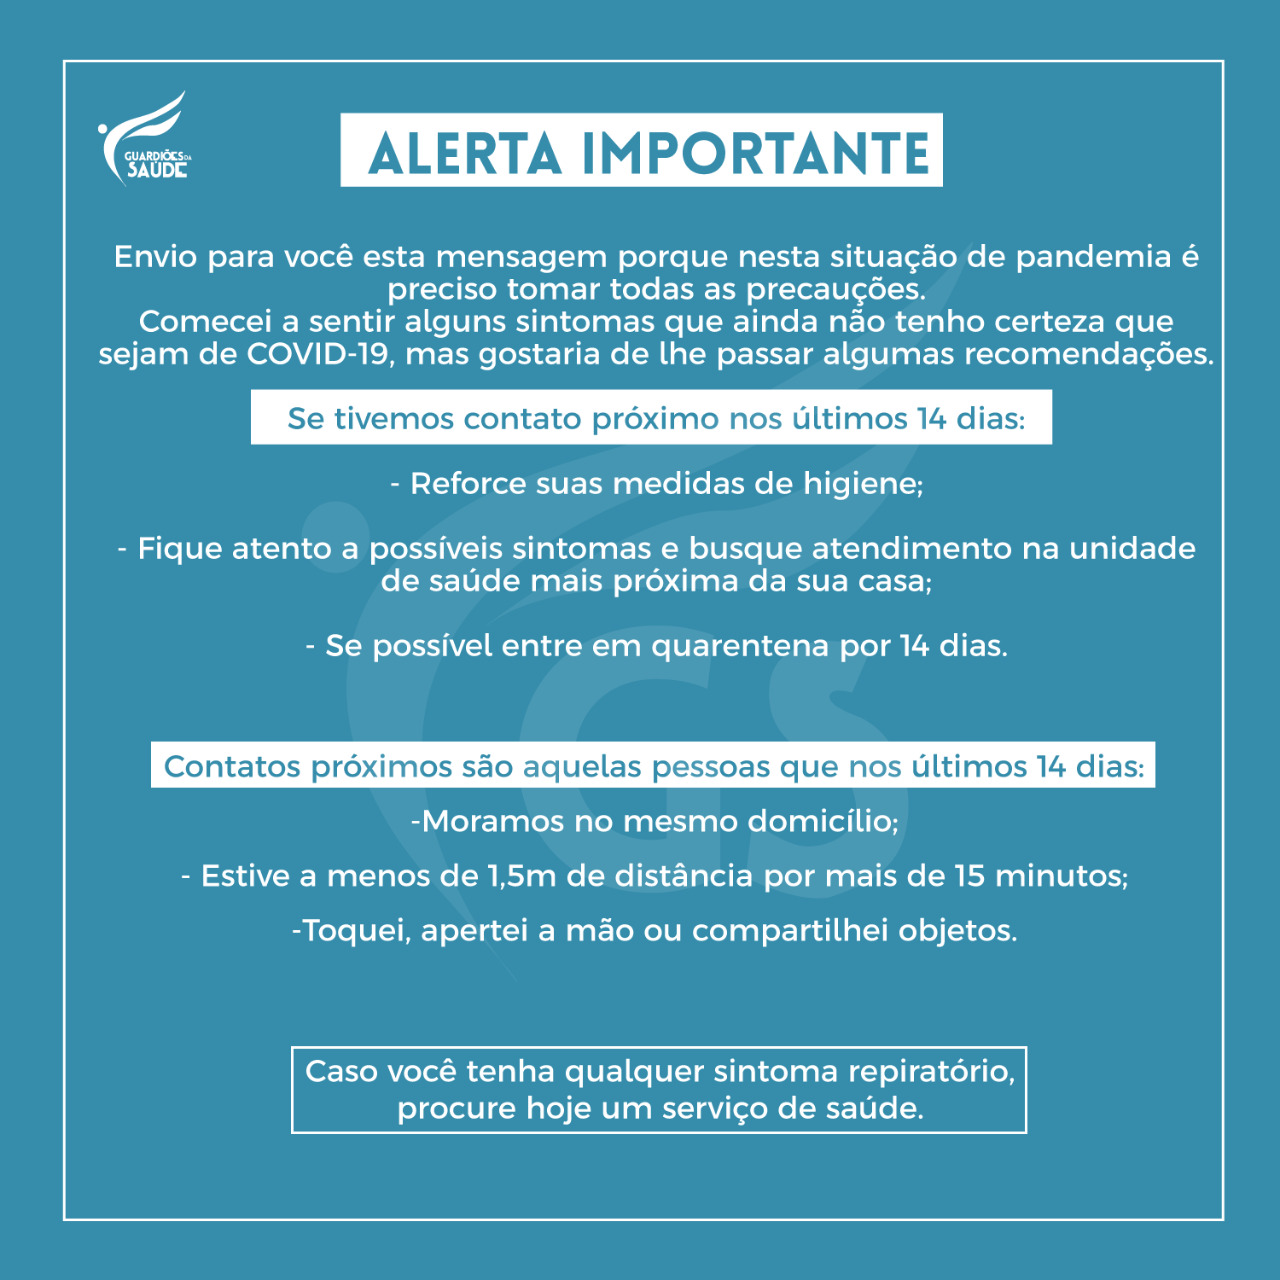 GUARDIÕES DA
SAÚDE
ALERTA IMPORTANTE
Envio para você esta mensagem porque nesta situação de pandemia é
preciso tomar todas as precauções.
Comecei a sentir alguns sintomas que ainda não tenho certeza que
sejam de COVID-19, mas gostaria de lhe passar algumas recomendações.
Se tivemos contato próximo nos últimos 14 dias:
- Reforce suas medidas de higiene;
- Fique atento a possíveis sintomas e busque atendimento na unidade
de saúde mais próxima da sua casa;
- Se possível entre em quarentena por 14 dias.
GS
Contatos próximos são aquelas pessoas que nos últimos 14 dias:
-Moramos no mesmo domicílio;
- Estive a menos de 1,5m de distância por mais de 15 minutos;
-Toquei, apertei a mão ou compartilhei objetos.
Caso você tenha qualquer sintoma repiratório,
procure hoje um serviço de saúde.